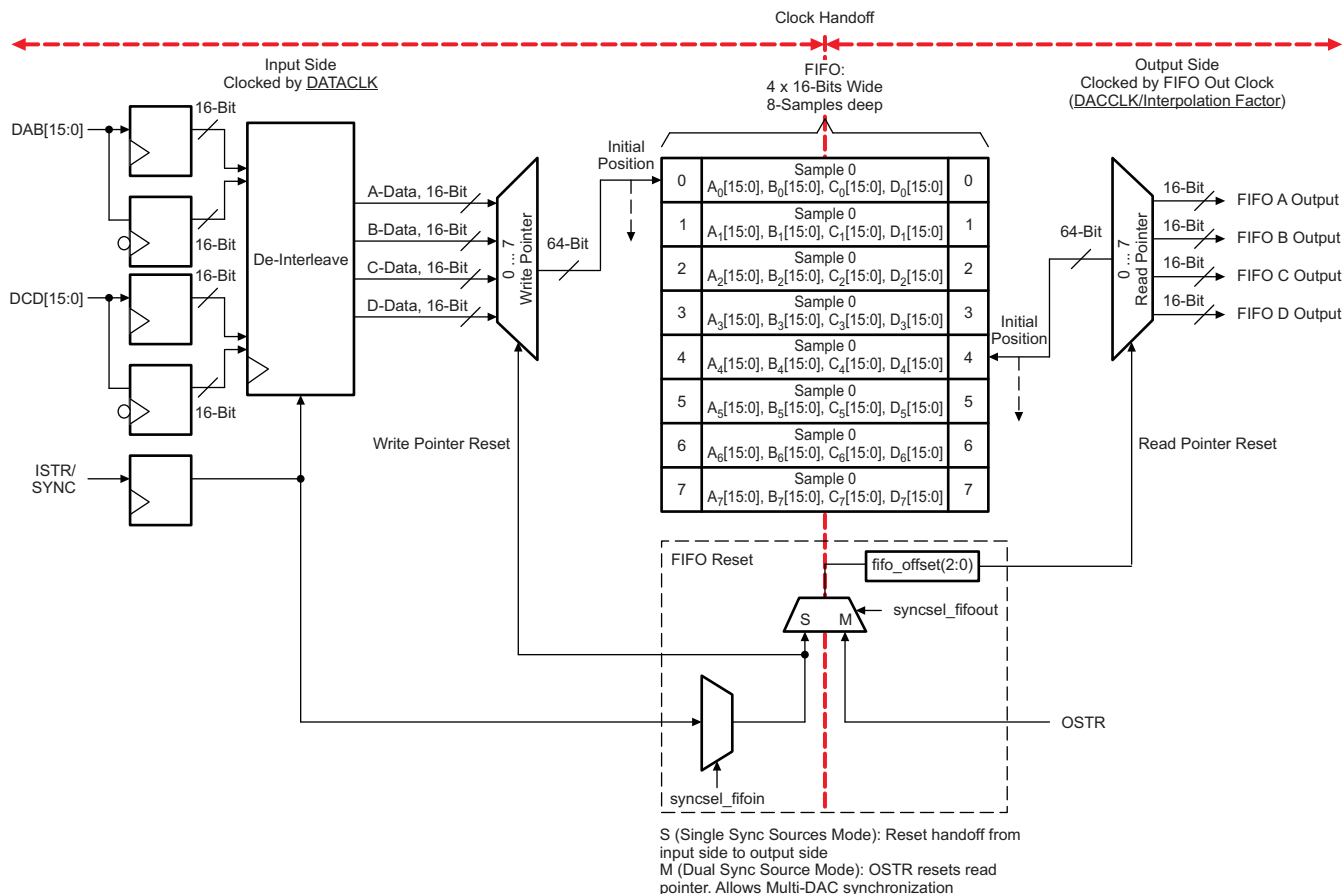 Clock Handoff
Input Side
Clocked by DATACLK
FIFO:
4 x 16-Bits Wide
8-Samples deep
Output Side
Clocked by FIFO Out Clock
(DACCLK/Interpolation Factor)
DAB[15:0]
16-Bit
16-Bit
DCD[15:0]
16-Bit
16-Bit
ISTR/
SYNC
De-Interleave
A-Data, 16-Bit
B-Data, 16-Bit
C-Data, 16-Bit
D-Data, 16-Bit
0 ... 7
Write Pointer
64-Bit
Initial
Position
0
Sample 0
A0[15:0], B0[15:0], C0[15:0], D0[15:0]
0
1
Sample 0
A1[15:0], B1[15:0], C1[15:0], D1[15:0]
1
2
Sample 0
A2[15:0], B2[15:0], C2[15:0], D2[15:0]
2
3
Sample 0
A3[15:0], B3[15:0], C3[15:0], D3[15:0]
3
4
Sample 0
A4[15:0], B4[15:0], C4[15:0], D4[15:0]
4
5
Sample 0
A5[15:0], B5[15:0], C5[15:0], D5[15:0]
5
6
Sample 0
A6[15:0], B6[15:0], C6[15:0], D6[15:0]
6
7
Sample 0
A7[15:0], B7[15:0], C7[15:0], D7[15:0]
7
Initial
Position
64-Bit
0 ... 7
Read Pointer
16-Bit
FIFO A Output
16-Bit
FIFO B Output
16-Bit
FIFO C Output
16-Bit
FIFO D Output
Write Pointer Reset
Read Pointer Reset
FIFO Reset
fifo_offset(2:0)
S
M
syncsel_fifoout
OSTR
syncsel_fifoin
S (Single Sync Sources Mode): Reset handoff from
input side to output side
M (Dual Sync Source Mode): OSTR resets read
pointer. Allows Multi-DAC synchronization